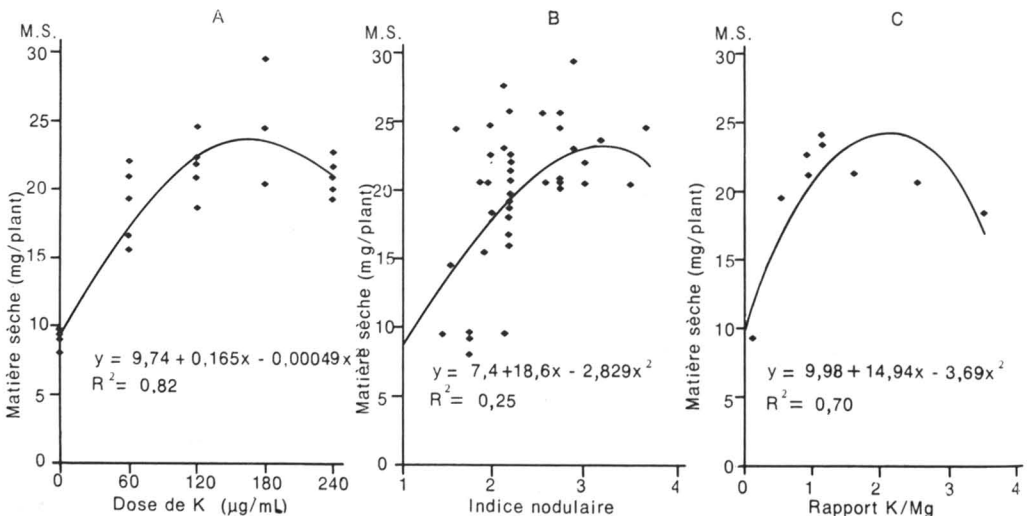 A
M.S.
30
25
20
15
10
5
0
Matière sèche (mg/plant)
y = 9,74 + 0,165x - 0,00049x
R² = 0,82
0 60 120 180 240
Dose de K (µg/mL)
B
M.S.
30
25
20
15
10
5
0
Matière sèche (mg/plant)
y = 7,4+18,6x - 2,829x²
R² = 0,25
1 2 3 4
Indice nodulaire
C
M.S.
30
25
20
15
10
5
0
Matière sèche (mg/plant)
y = 9,98 + 14,94x - 3,69x²
R² = 0,70
0 1 2 3 4
Rapport K/Mg